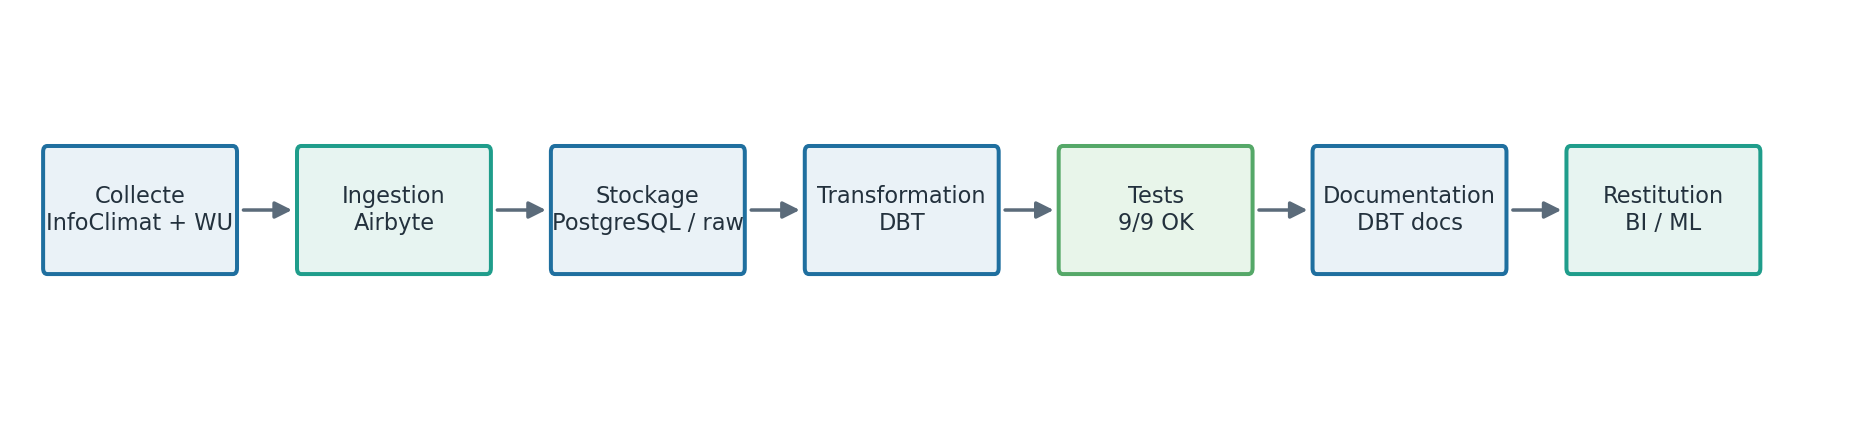 Collecte
InfoClimat + WU
Ingestion
Airbyte
Stockage
PostgreSQL / raw
Transformation
DBT
Tests
9/9 OK
Documentation
DBT docs
Restitution
BI / ML